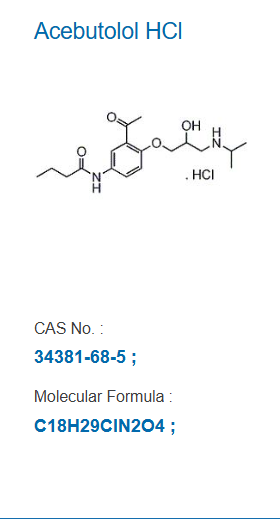 Acebutolol HCl
O
OH
H
N
O
O
N
H
. HCl
CAS No. :
34381-68-5 ;
Molecular Formula :
C18H29ClN2O4 ;